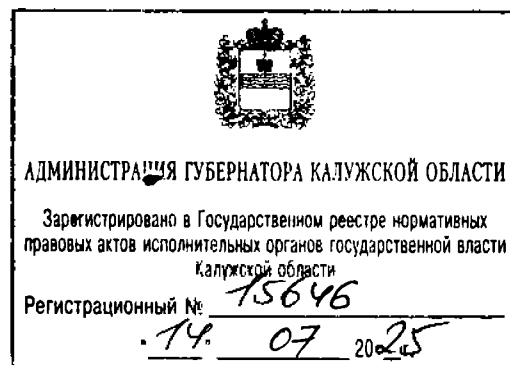 АДМИНИСТРАЦИЯ ГУБЕРНАТОРА КАЛУЖСКОЙ ОБЛАСТИ
Зарегистрировано в Государственном реестре нормативных
правовых актов исполнительных органов государственной власти
Калужской области
Регистрационный № 15646
"14" 07 2025